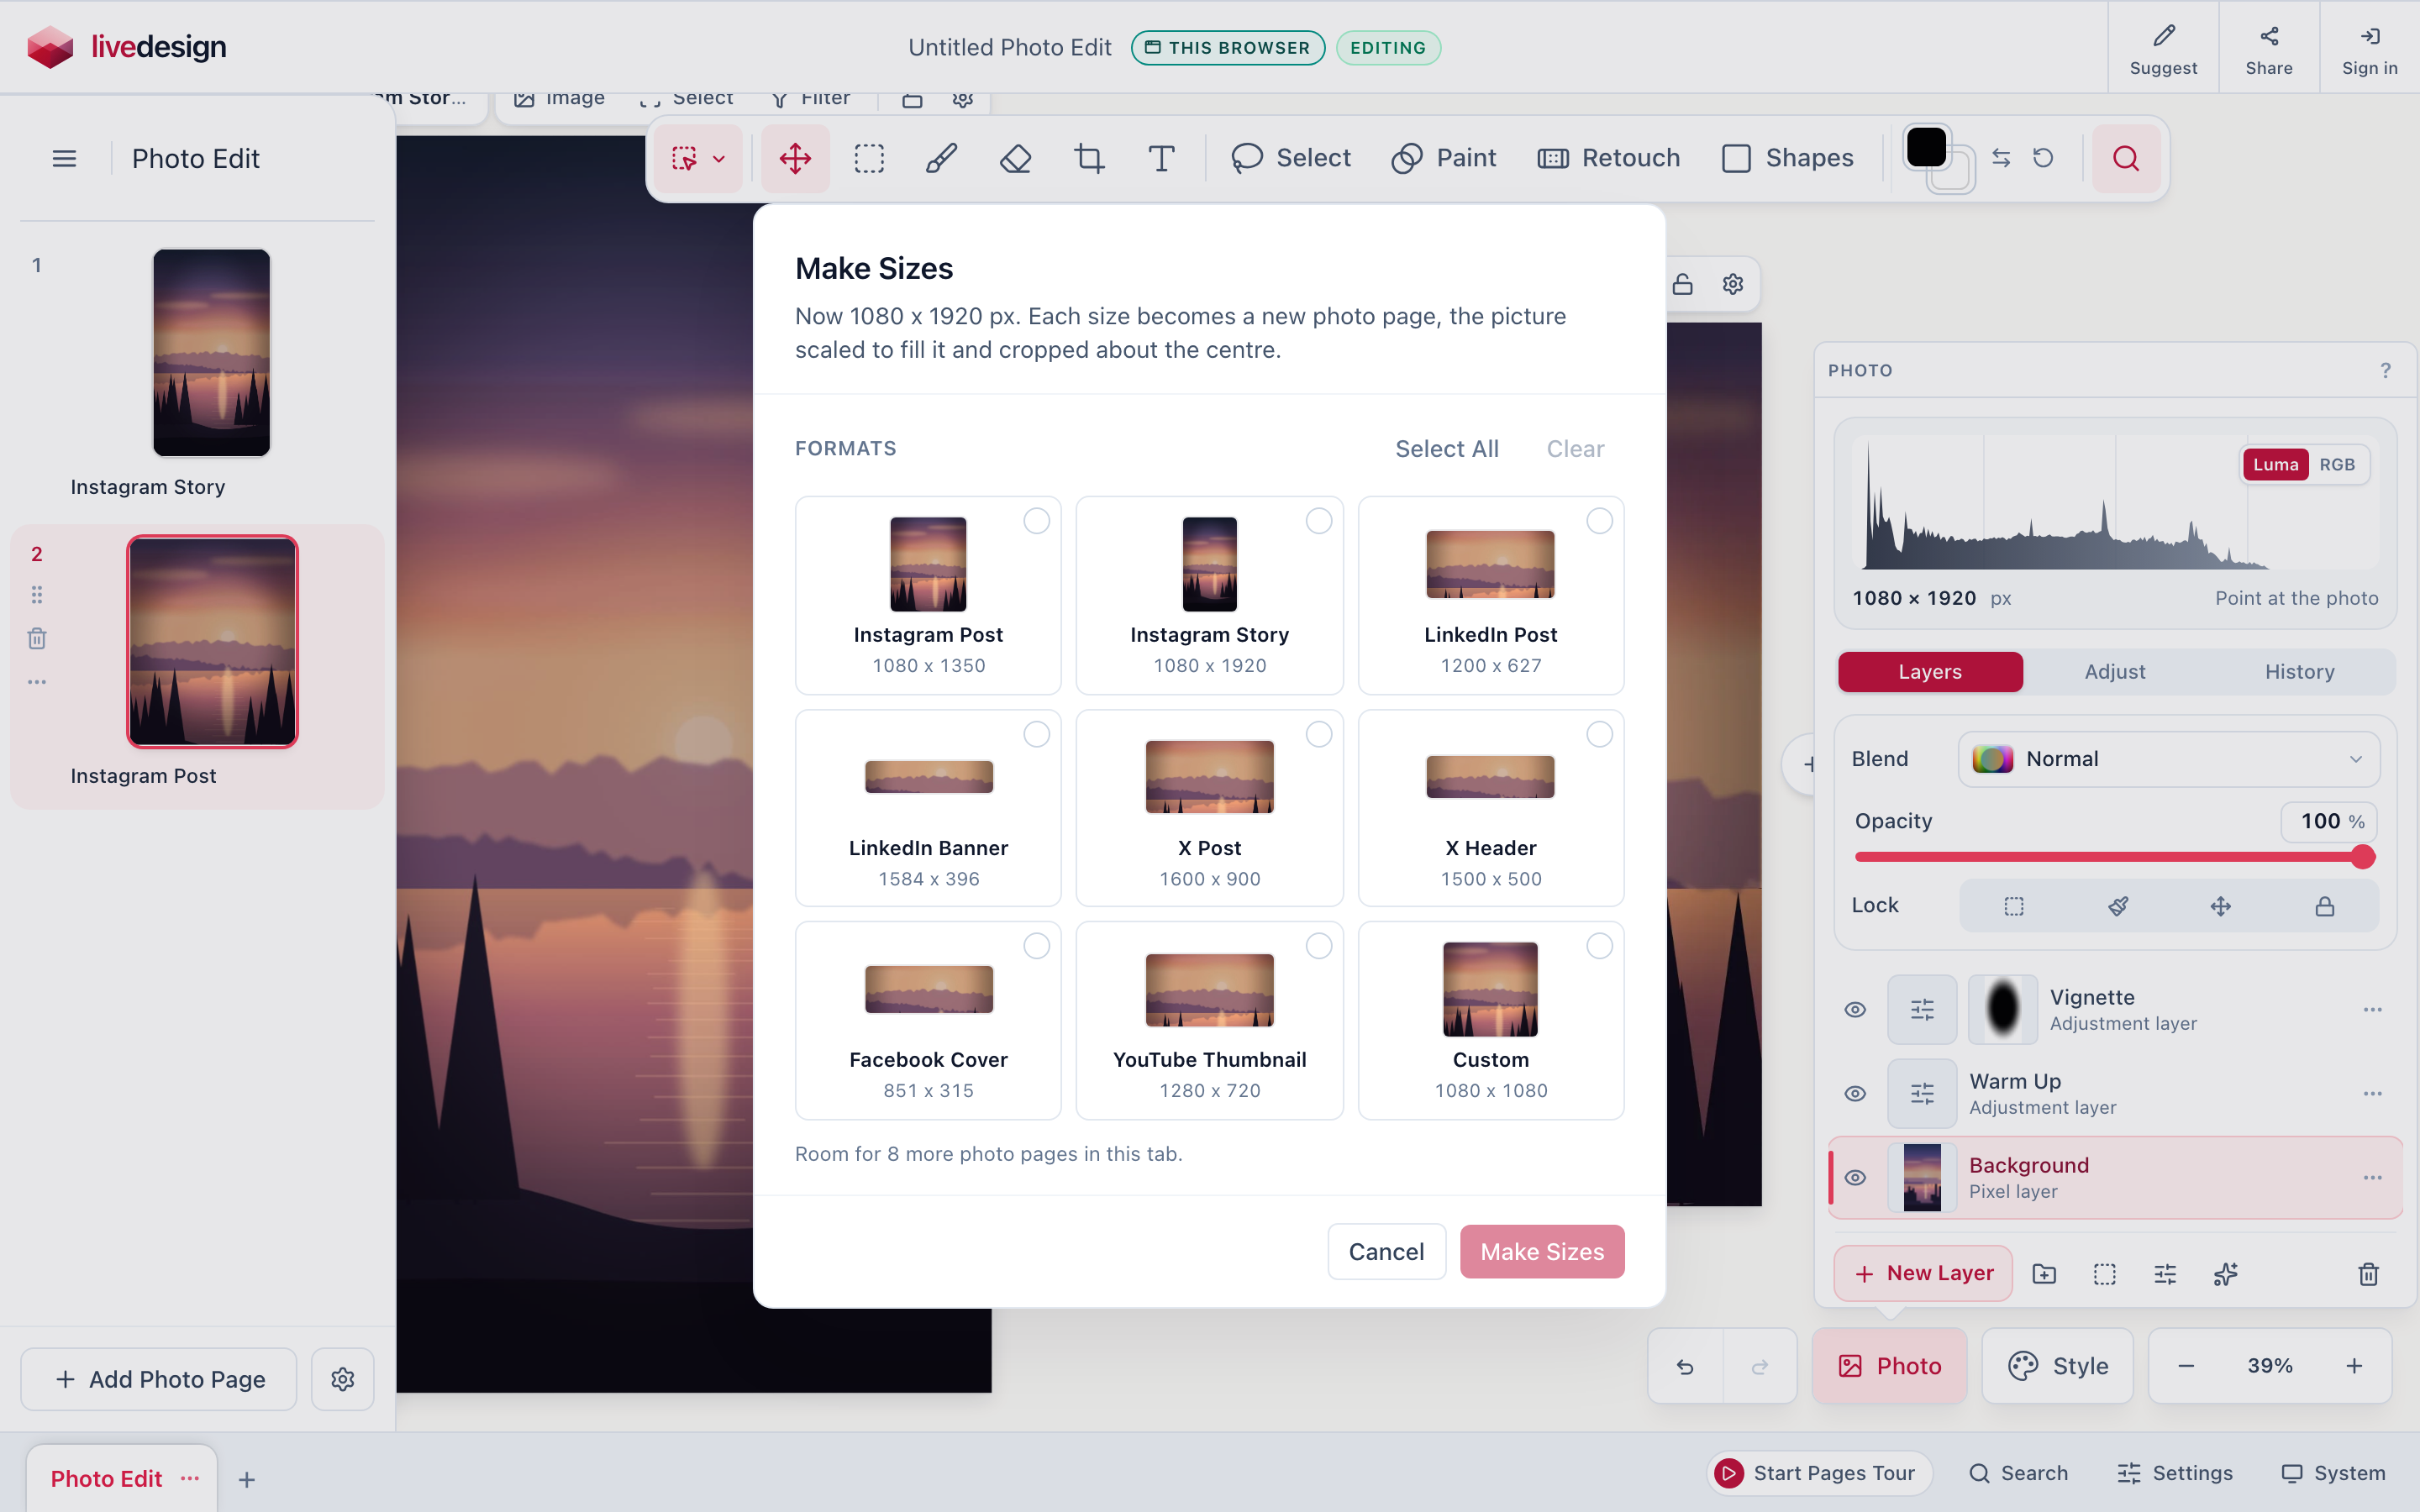 livedesign
Untitled Photo Edit
THIS BROWSER
EDITING
Suggest
Share
Sign in
Image
Select
Filter
Photo Edit
Select
Paint
Retouch
Shapes
1
Instagram Story
2
Instagram Post
Make Sizes
Now 1080 x 1920 px. Each size becomes a new photo page, the picture
scaled to fill it and cropped about the centre.
FORMATS
Select All
Clear
Instagram Post
1080 x 1350
Instagram Story
1080 x 1920
LinkedIn Post
1200 x 627
LinkedIn Banner
1584 x 396
X Post
1600 x 900
X Header
1500 x 500
Facebook Cover
851 x 315
YouTube Thumbnail
1280 x 720
Custom
1080 x 1080
Room for 8 more photo pages in this tab.
Cancel
Make Sizes
PHOTO
?
Luma
RGB
1080 × 1920 px
Point at the photo
Layers
Adjust
History
Blend
Normal
Opacity
100 %
Lock
Vignette
Adjustment layer
Warm Up
Adjustment layer
Background
Pixel layer
New Layer
Add Photo Page
Photo
Style
39%
Photo Edit
Start Pages Tour
Search
Settings
System